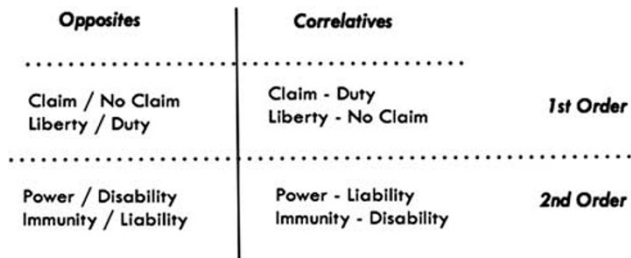 Opposites Correlatives
Claim / No Claim Claim - Duty 1st Order
Liberty / Duty Liberty - No Claim
Power / Disability Power - Liability 2nd Order
Immunity / Liability Immunity - Disability